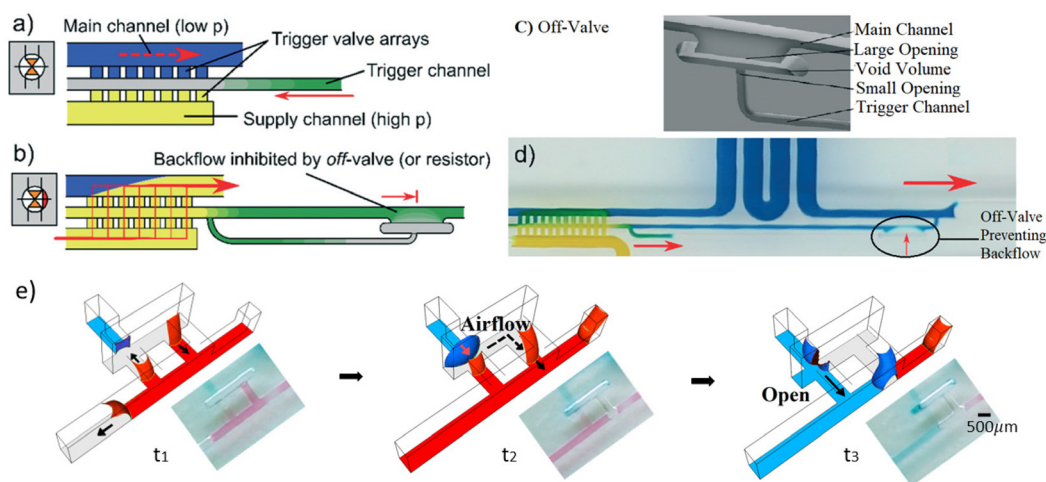 a)
Main channel (low p)
Trigger valve arrays
Trigger channel
Supply channel (high p)
b)
Backflow inhibited by off-valve (or resistor)
C) Off-Valve
Main Channel
Large Opening
Void Volume
Small Opening
Trigger Channel
d)
Off-Valve
Preventing
Backflow
e)
Airflow
Open
500μm
t1
t2
t3